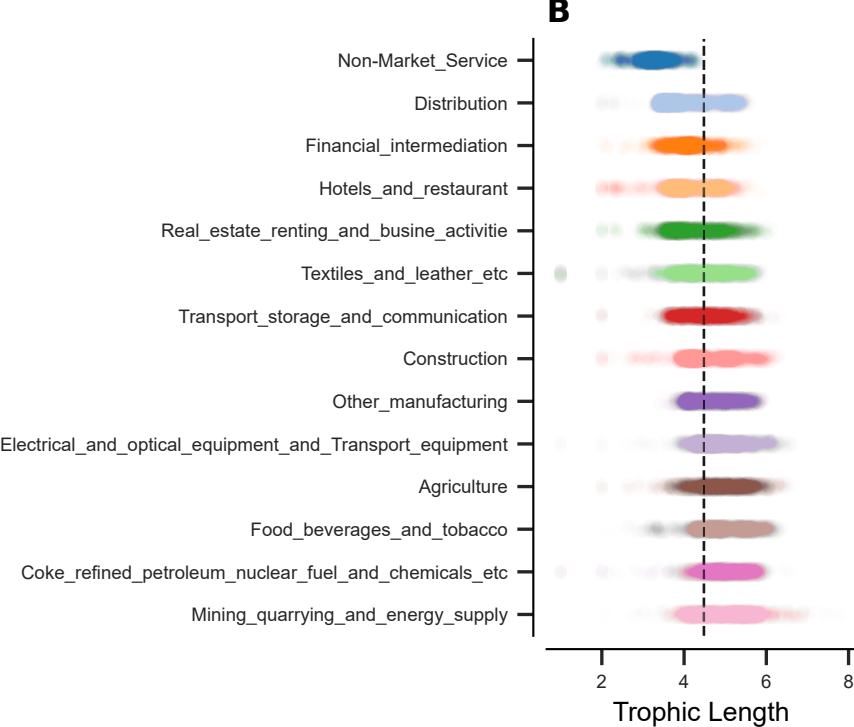 B
Non-Market_Service
Distribution
Financial_intermediation
Hotels_and_restaurant
Real_estate_renting_and_busine_activitie
Textiles_and_leather_etc
Transport_storage_and_communication
Construction
Other_manufacturing
Electrical_and_optical_equipment_and_Transport_equipment
Agriculture
Food_beverages_and_tobacco
Coke_refined_petroleum_nuclear_fuel_and_chemicals_etc
Mining_quarrying_and_energy_supply
2 4 6 8
Trophic Length